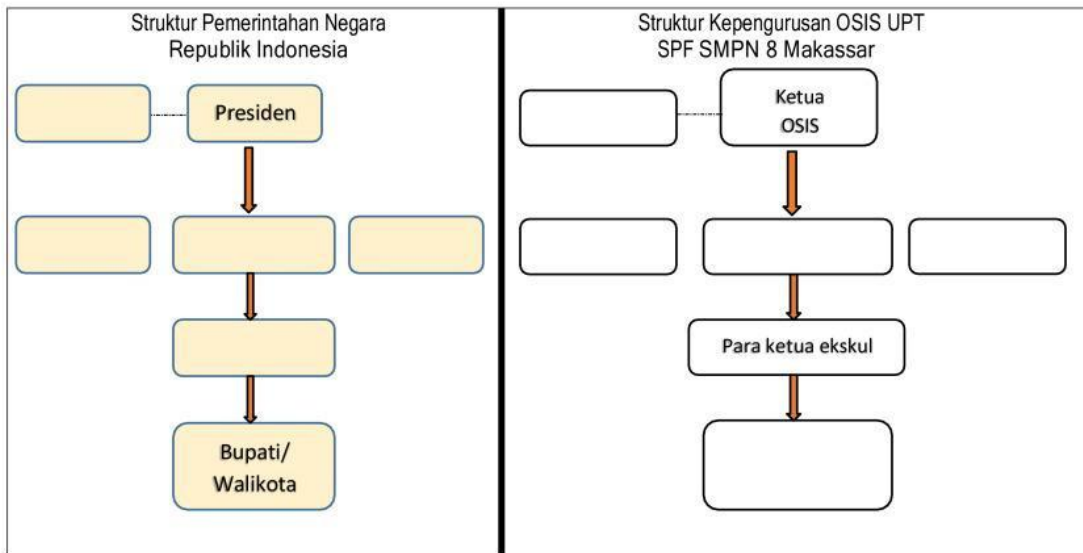 Struktur Pemerintahan Negara
Republik Indonesia
Presiden
Bupati/
Walikota
Struktur Kepengurusan OSIS UPT
SPF SMPN 8 Makassar
Ketua
OSIS
Para ketua ekskul